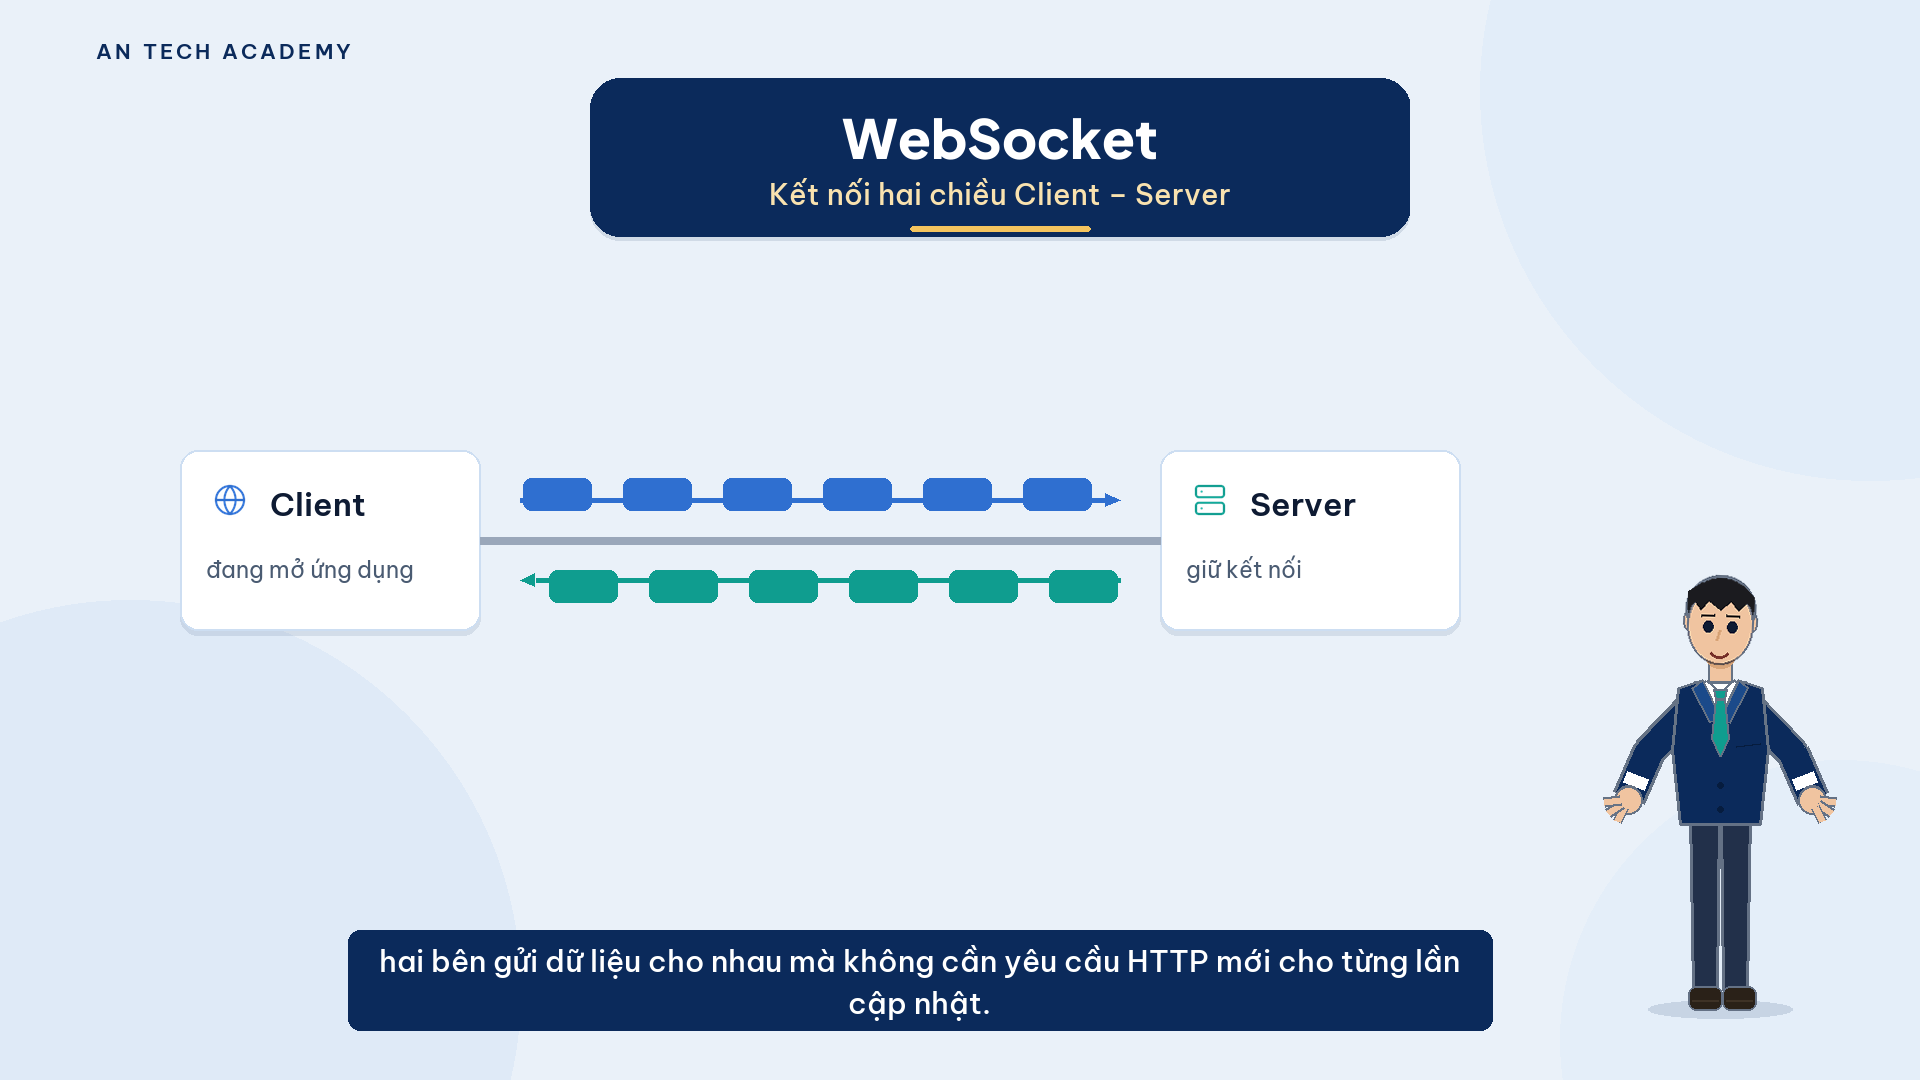 AN TECH ACADEMY
WebSocket
Kết nối hai chiều Client – Server
Client
đang mở ứng dụng
Server
giữ kết nối
hai bên gửi dữ liệu cho nhau mà không cần yêu cầu HTTP mới cho từng lần
cập nhật.